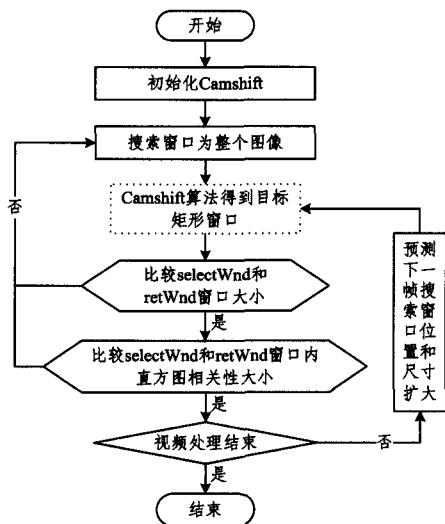 开始
初始化Camshift
搜索窗口为整个图像
否
Camshift算法得到目标
矩形窗口
预测
下一
帧搜
索窗
口位
置和
尺寸
扩大
比较selectWnd和
retWnd窗口大小
是
比较selectWnd和retWnd窗口内
直方图相关性大小
是
视频处理结束
否
是
结束